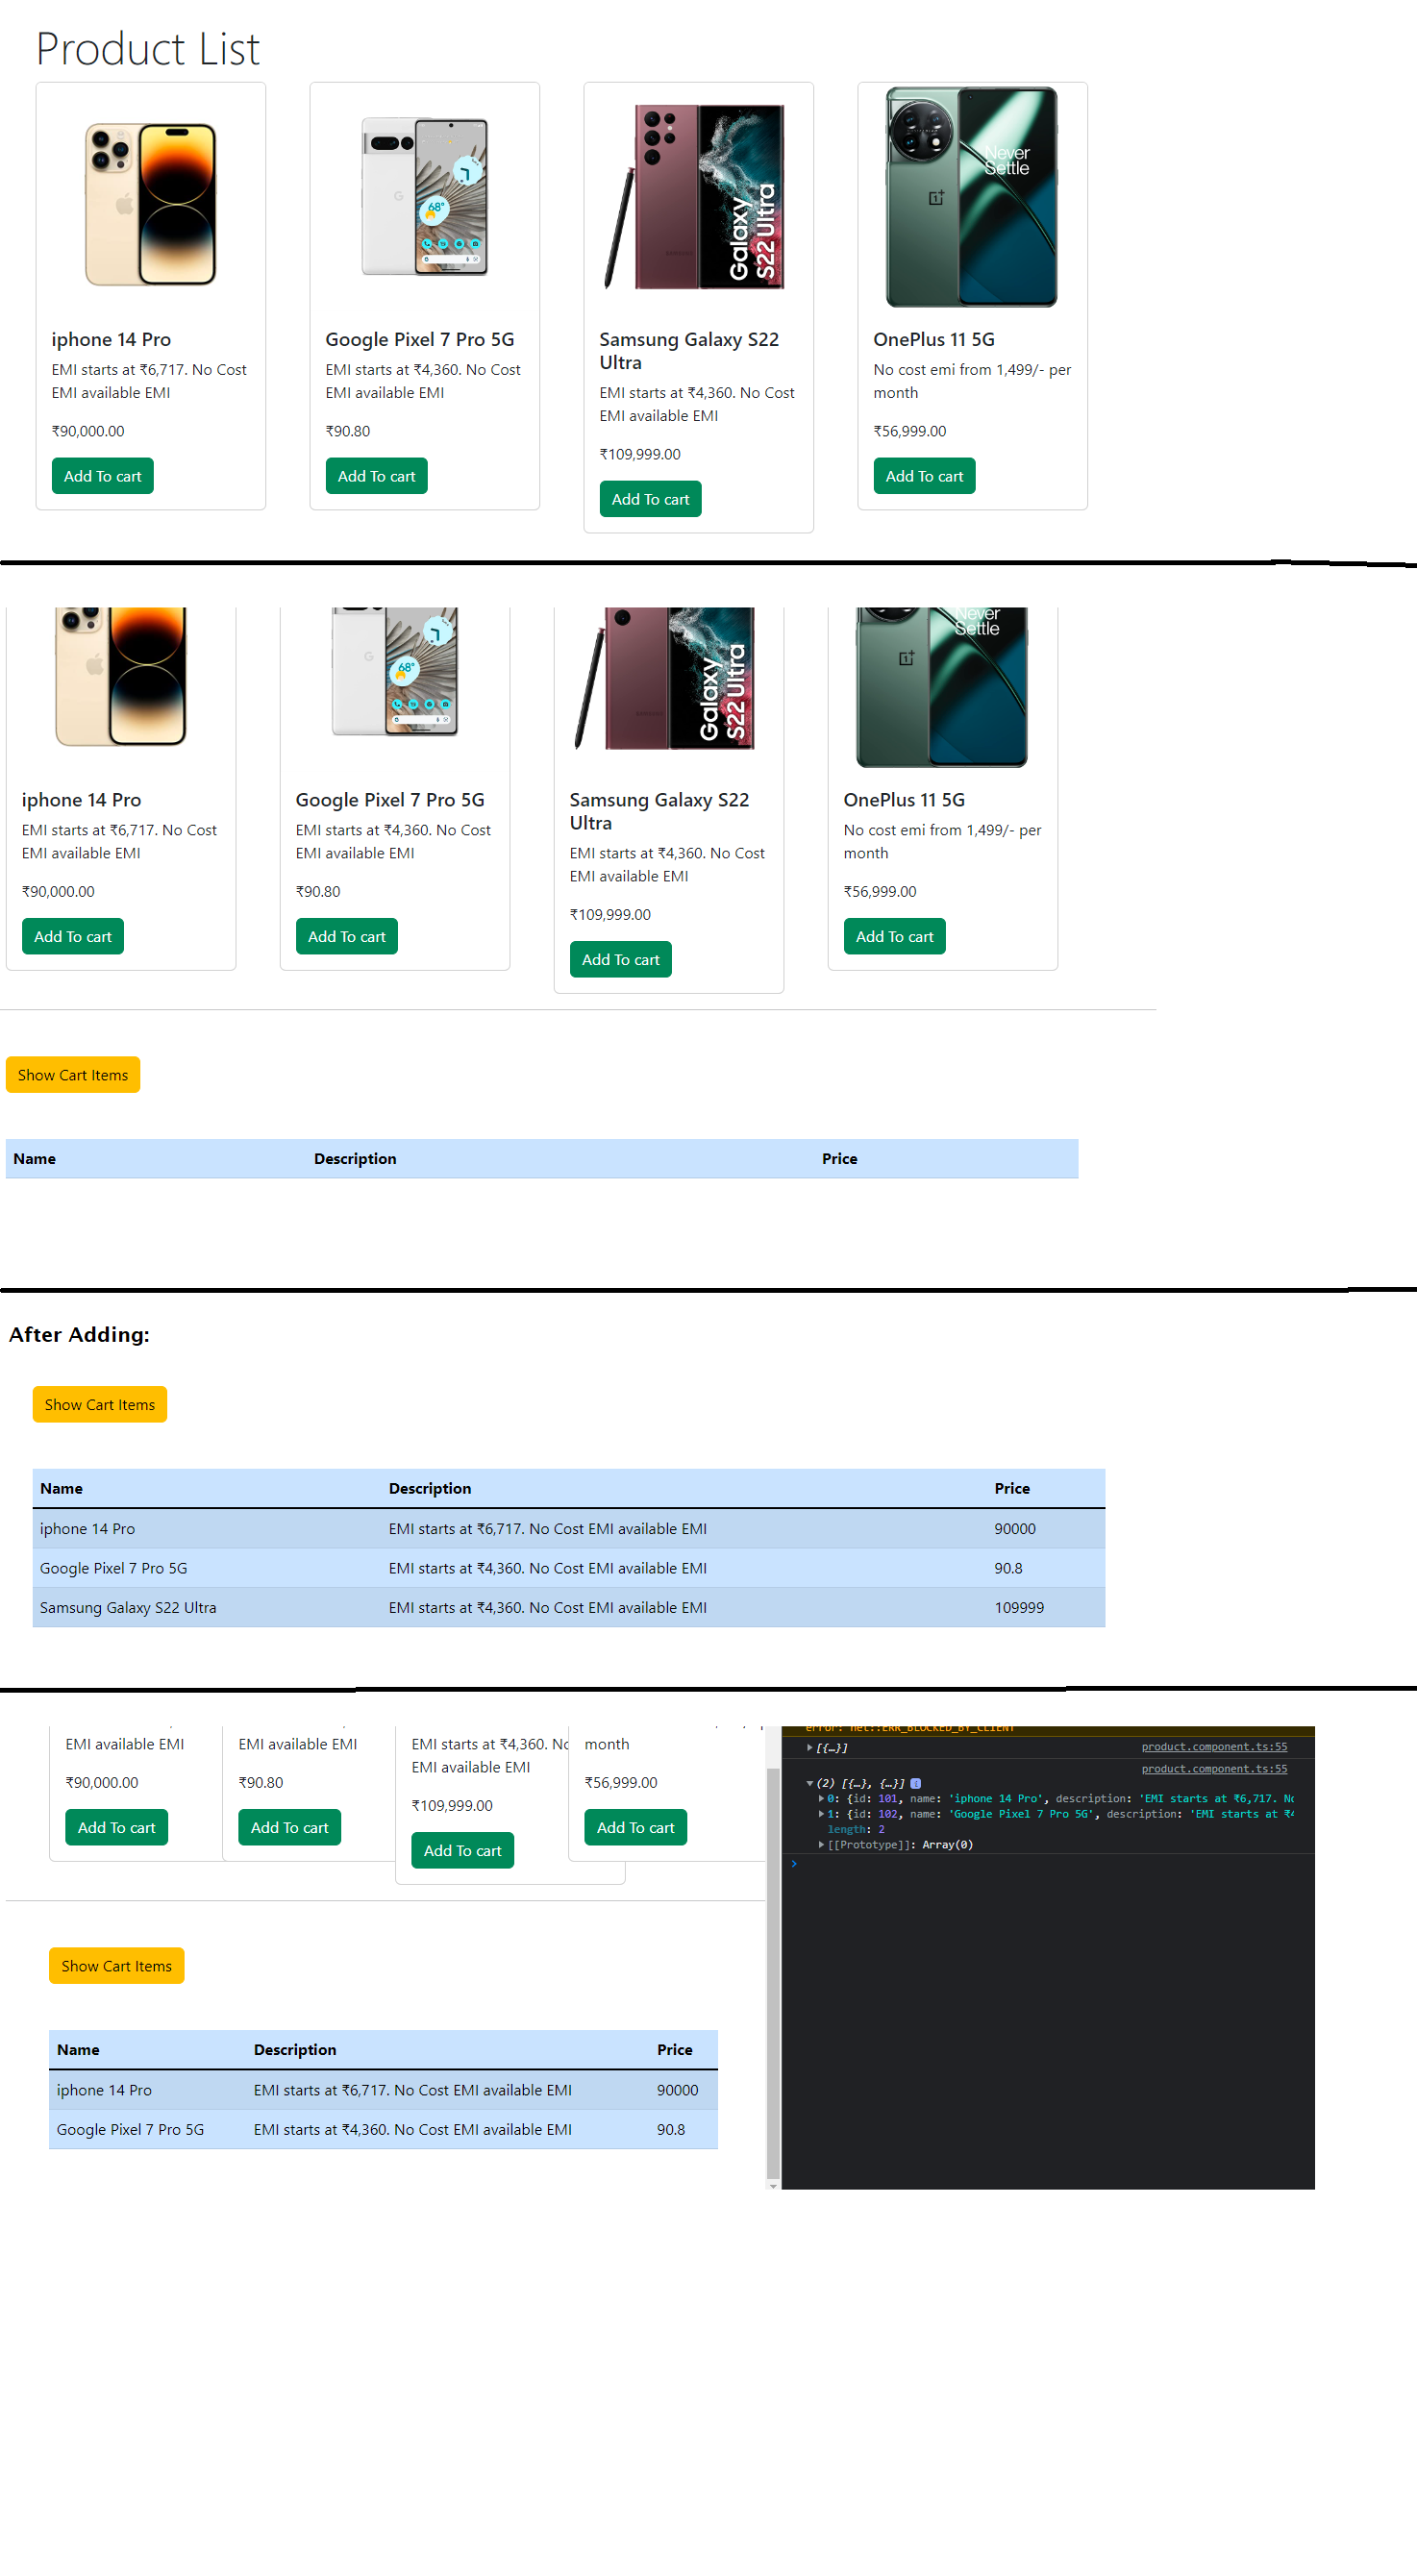 Product List
Never
Settle
68°
Galaxy
S22 Ultra
iphone 14 Pro
EMI starts at ₹6,717. No Cost
EMI available EMI
₹90,000.00
Add To cart
Google Pixel 7 Pro 5G
EMI starts at ₹4,360. No Cost
EMI available EMI
₹90.80
Add To cart
Samsung Galaxy S22
Ultra
EMI starts at ₹4,360. No Cost
EMI available EMI
₹109,999.00
Add To cart
OnePlus 11 5G
No cost emi from 1,499/- per
month
₹56,999.00
Add To cart
Never
Settle
68°
Galaxy
S22 Ultra
iphone 14 Pro
EMI starts at ₹6,717. No Cost
EMI available EMI
₹90,000.00
Add To cart
Google Pixel 7 Pro 5G
EMI starts at ₹4,360. No Cost
EMI available EMI
₹90.80
Add To cart
Samsung Galaxy S22
Ultra
EMI starts at ₹4,360. No Cost
EMI available EMI
₹109,999.00
Add To cart
OnePlus 11 5G
No cost emi from 1,499/- per
month
₹56,999.00
Add To cart
Show Cart Items
Name Description Price
After Adding:
Show Cart Items
Name Description Price
iphone 14 Pro EMI starts at ₹6,717. No Cost EMI available EMI 90000
Google Pixel 7 Pro 5G EMI starts at ₹4,360. No Cost EMI available EMI 90.8
Samsung Galaxy S22 Ultra EMI starts at ₹4,360. No Cost EMI available EMI 109999
EMI available EMI
₹90,000.00
Add To cart
EMI available EMI
₹90.80
Add To cart
EMI starts at ₹4,360. No
EMI available EMI
₹109,999.00
Add To cart
month
₹56,999.00
Add To cart
error: net::ERR_BLOCKED_BY_CLIENT
[{…}] product.component.ts:55
product.component.ts:55
(2) [{…}, {…}]
0: {id: 101, name: 'iphone 14 Pro', description: 'EMI starts at ₹6,717.
1: {id: 102, name: 'Google Pixel 7 Pro 5G', description: 'EMI starts at
length: 2
[[Prototype]]: Array(0)
Show Cart Items
Name Description Price
iphone 14 Pro EMI starts at ₹6,717. No Cost EMI available EMI 90000
Google Pixel 7 Pro 5G EMI starts at ₹4,360. No Cost EMI available EMI 90.8